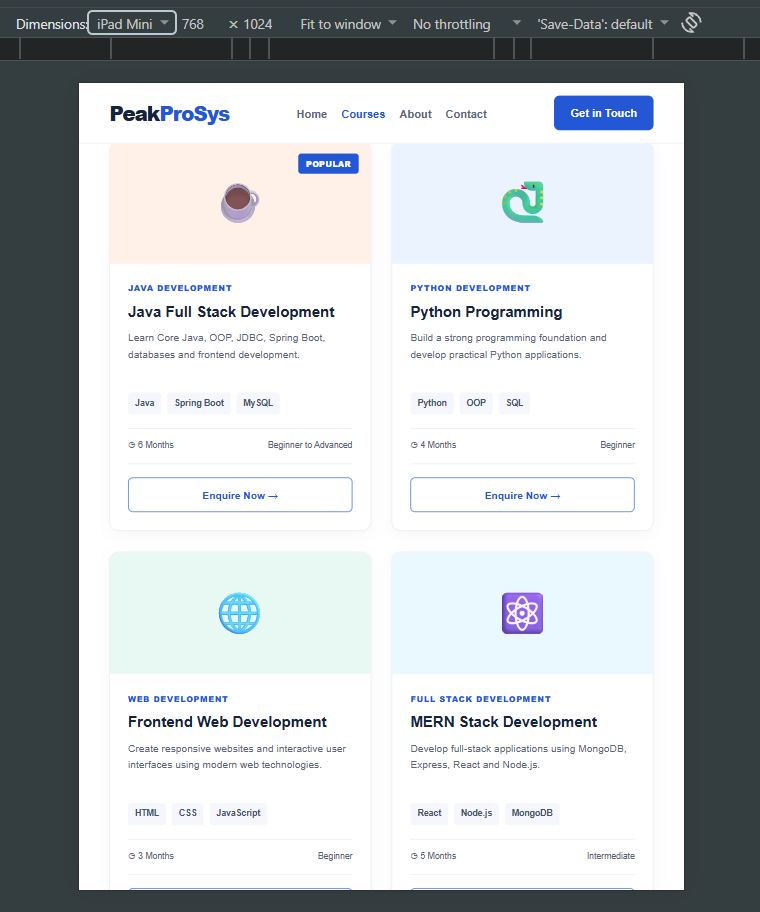 Dimensions: iPad Mini 768 × 1024 Fit to window No throttling 'Save-Data': default
PeakProSys Home Courses About Contact Get in Touch
POPULAR
JAVA DEVELOPMENT
Java Full Stack Development
Learn Core Java, OOP, JDBC, Spring Boot,
databases and frontend development.
Java Spring Boot MySQL
6 Months Beginner to Advanced
Enquire Now →
PYTHON DEVELOPMENT
Python Programming
Build a strong programming foundation and
develop practical Python applications.
Python OOP SQL
4 Months Beginner
Enquire Now →
WEB DEVELOPMENT
Frontend Web Development
Create responsive websites and interactive user
interfaces using modern web technologies.
HTML CSS JavaScript
3 Months Beginner
FULL STACK DEVELOPMENT
MERN Stack Development
Develop full-stack applications using MongoDB,
Express, React and Node.js.
React Node.js MongoDB
5 Months Intermediate